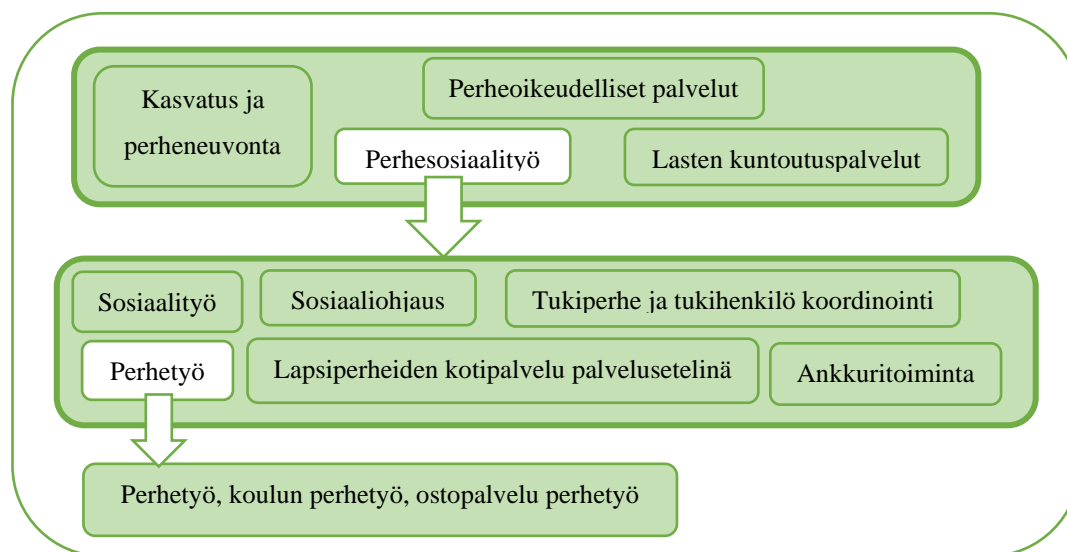 Kasvatus ja
perheneuvonta
Perheoikeudelliset palvelut
Perhesosiaalityö
Lasten kuntoutuspalvelut
Sosiaalityö
Sosiaaliohjaus
Tukiperhe ja tukihenkilö koordinointi
Perhetyö
Lapsiperheiden kotipalvelu palvelusetelinä
Ankkuritoiminta
Perhetyö, koulun perhetyö, ostopalvelu perhetyö